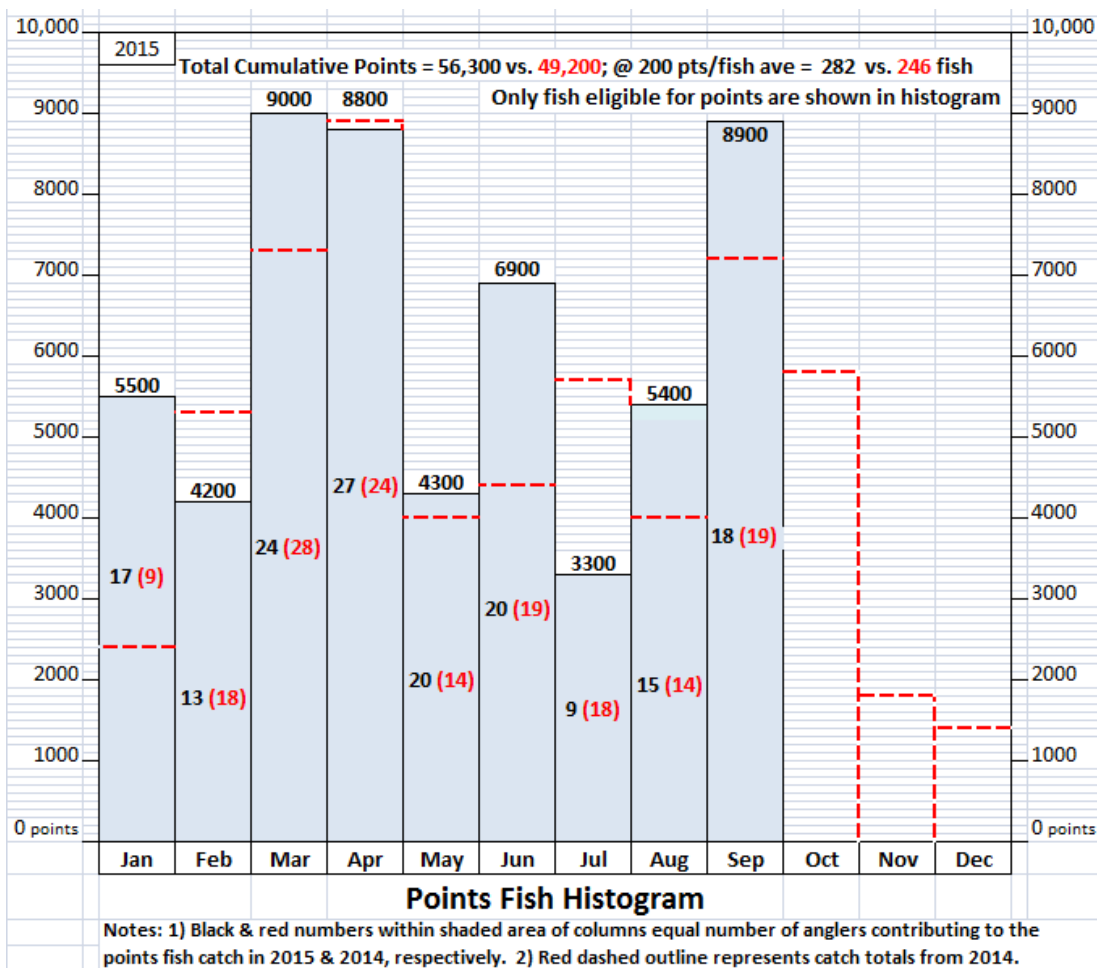 10,000 10,000
2015
Total Cumulative Points = 56,300 vs. 49,200; @ 200 pts/fish ave = 282 vs. 246 fish
9000 8800 Only fish eligible for points are shown in histogram
9000 9000
8900
8000 8000
7000 7000
6900
6000 6000
5500 5400
5000 5000
4200 27 (24) 4300
4000 4000
24 (28) 18 (19)
3300
17 (9)
3000 3000
20 (19)
2000 2000
13 (18) 20 (14) 9 (18) 15 (14)
1000 1000
0 points 0 points
Jan Feb Mar Apr May Jun Jul Aug Sep Oct Nov Dec
Points Fish Histogram
Notes: 1) Black & red numbers within shaded area of columns equal number of anglers contributing to the
points fish catch in 2015 & 2014, respectively. 2) Red dashed outline represents catch totals from 2014.